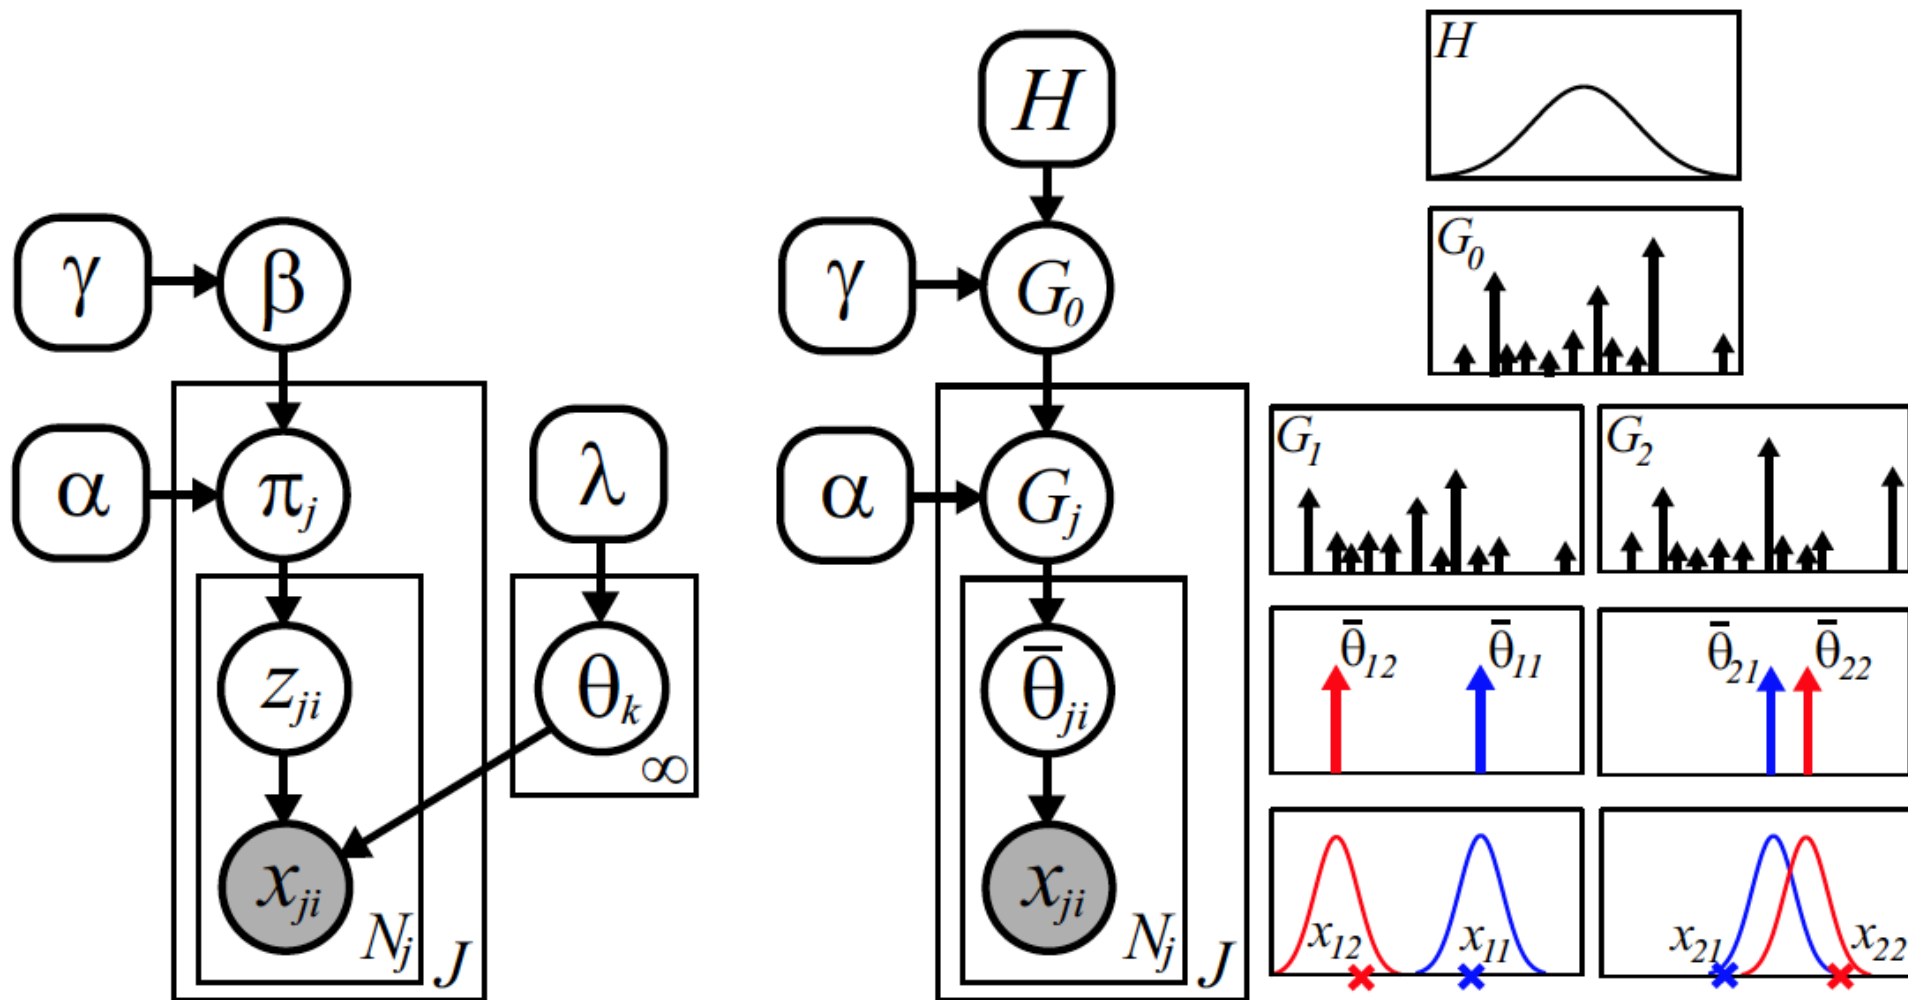 γ
β
α
π_j
λ
z_ji
θ_k
∞
x_ji
N_j
J
H
γ
G_0
α
G_j
θ̄_ji
x_ji
N_j
J
H
G_0
G_1
G_2
θ̄_12
θ̄_11
θ̄_21
θ̄_22
x_12
x_11
x_21
x_22